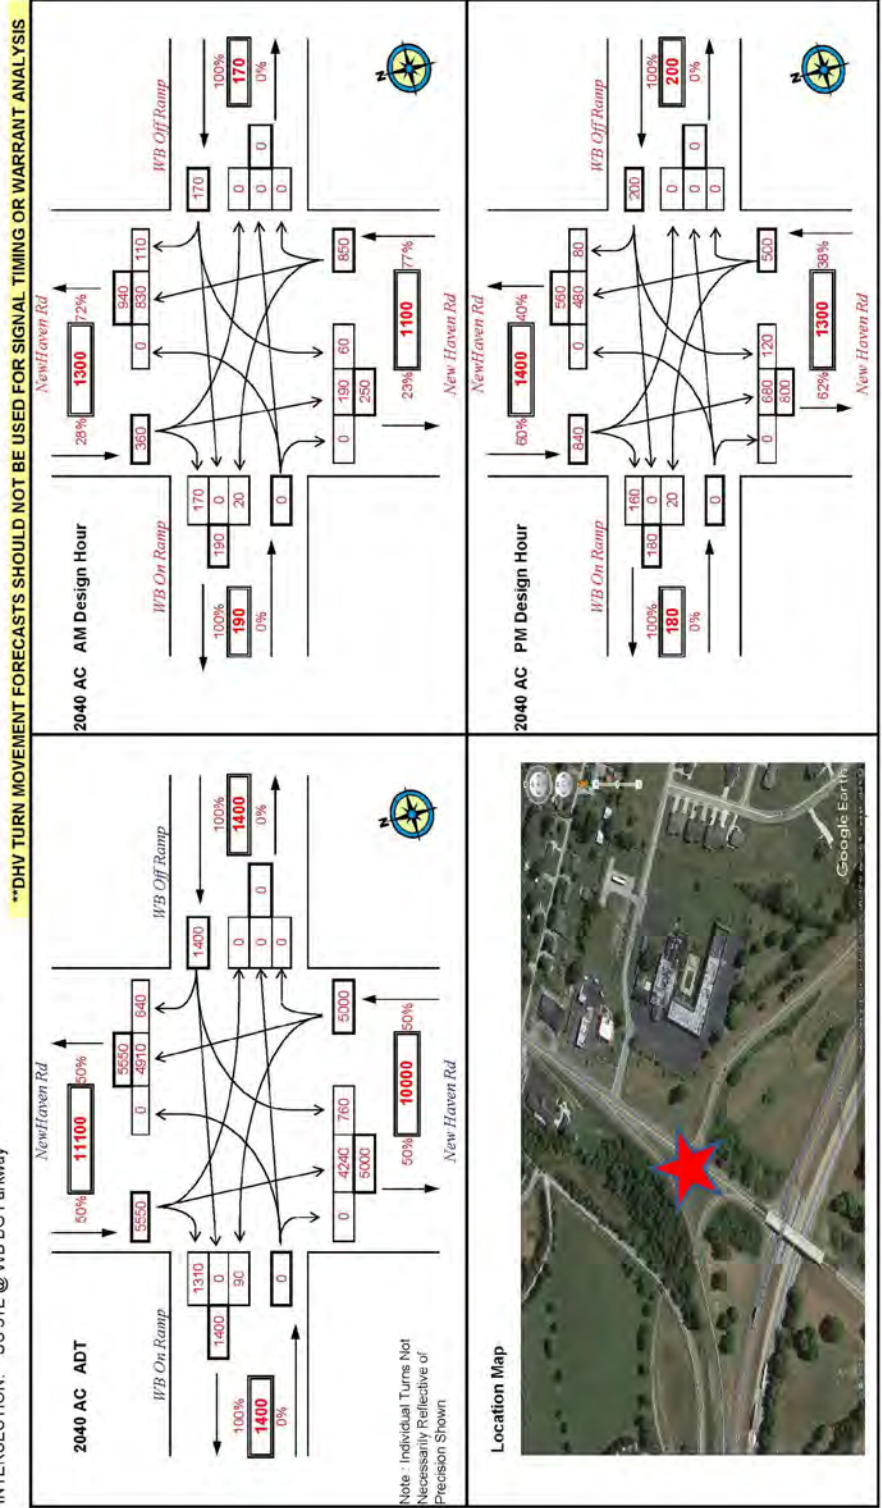 **DHV TURN MOVEMENT FORECASTS SHOULD NOT BE USED FOR SIGNAL TIMING OR WARRANT ANALYSIS
2040 AC ADT
NewHaven Rd
50% 11100 50%
5550
5550
0 4910 640
WB On Ramp
WB Off Ramp
1310
0
90
1400
0
1400
0
0
0
0
100%
1400
0%
100%
1400
0%
0 4240 760
5000
5000
50% 10000 50%
New Haven Rd
N
Note : Individual Turns Not
Necessarily Reflective of
Precision Shown
2040 AC AM Design Hour
NewHaven Rd
28% 1300 72%
360
940
0 830 110
WB On Ramp
WB Off Ramp
170
0
20
190
0
170
0
0
0
0
100%
190
0%
100%
170
0%
0 190 60
250
850
23% 1100 77%
New Haven Rd
N
Location Map
Google Earth
2040 AC PM Design Hour
NewHaven Rd
60% 1400 40%
840
560
0 480 80
WB On Ramp
WB Off Ramp
160
0
20
180
0
200
0
0
0
0
100%
180
0%
100%
200
0%
0 680 120
800
500
62% 1300 38%
New Haven Rd
N